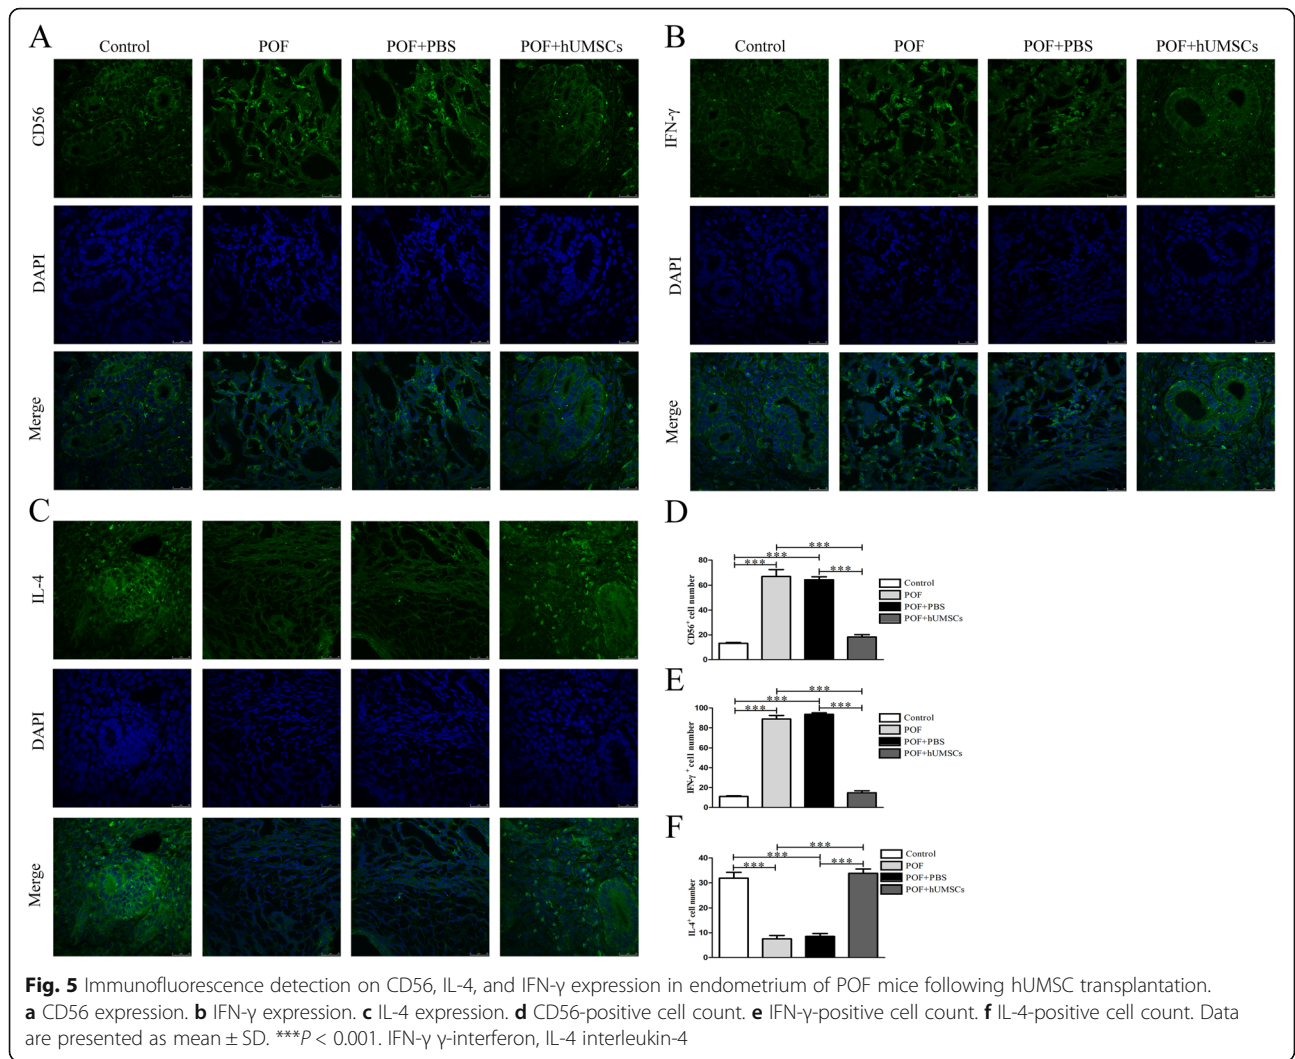 A
Control POF POF+PBS POF+hUMSCs
CD56
DAPI
Merge
B
Control POF POF+PBS POF+hUMSCs
IFN-γ
DAPI
Merge
C
IL-4
DAPI
Merge
D
***
***
*** ***
80
60
40
20
0
CD56⁺ cell number
Control
POF
POF+PBS
POF+hUMSCs
E
***
***
*** ***
100
80
60
40
20
0
IFN-γ ⁺ cell number
Control
POF
POF+PBS
POF+hUMSCs
F
***
***
*** ***
40
30
20
10
0
IL-4⁺ cell number
Control
POF
POF+PBS
POF+hUMSCs
Fig. 5 Immunofluorescence detection on CD56, IL-4, and IFN-γ expression in endometrium of POF mice following hUMSC transplantation.
a CD56 expression. b IFN-γ expression. c IL-4 expression. d CD56-positive cell count. e IFN-γ-positive cell count. f IL-4-positive cell count. Data
are presented as mean ± SD. ***P < 0.001. IFN-γ γ-interferon, IL-4 interleukin-4